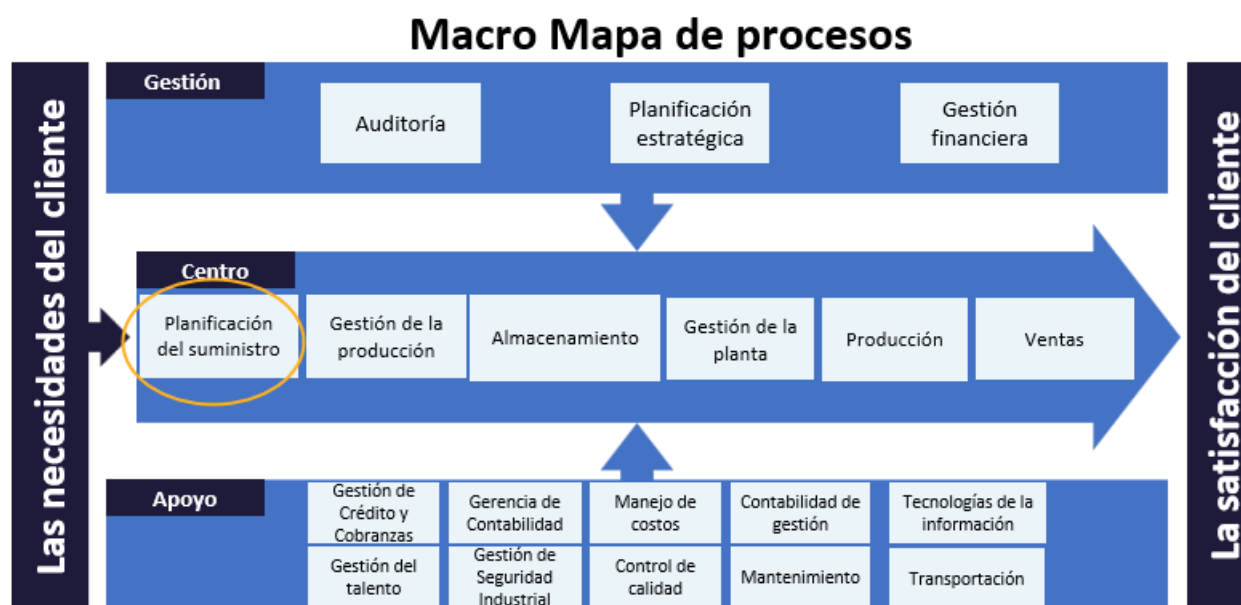 Macro Mapa de procesos
Las necesidades del cliente
Gestión
Auditoría
Planificación
estratégica
Gestión
financiera
Centro
Planificación
del suministro
Gestión de la
producción
Almacenamiento
Gestión de la
planta
Producción
Ventas
Apoyo
Gestión de
Crédito y
Cobranzas
Gerencia de
Contabilidad
Manejo de
costos
Contabilidad de
gestión
Tecnologías de la
información
Gestión del
talento
Gestión de
Seguridad
Industrial
Control de
calidad
Mantenimiento
Transportación
La satisfacción del cliente